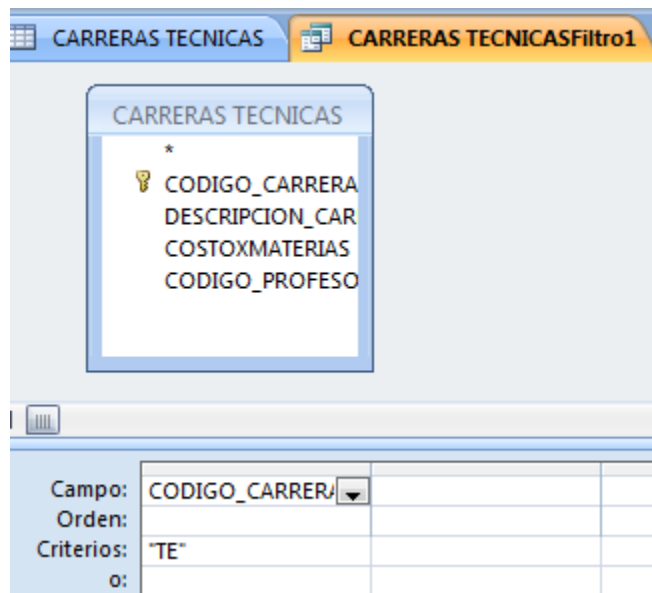 CARRERAS TECNICAS
CARRERAS TECNICASFiltro1
CARRERAS TECNICAS
*
CODIGO_CARRERA
DESCRIPCION_CAR
COSTOXMATERIAS
CODIGO_PROFESO
Campo: CODIGO_CARRERA
Orden:
Criterios: "TE"
o: